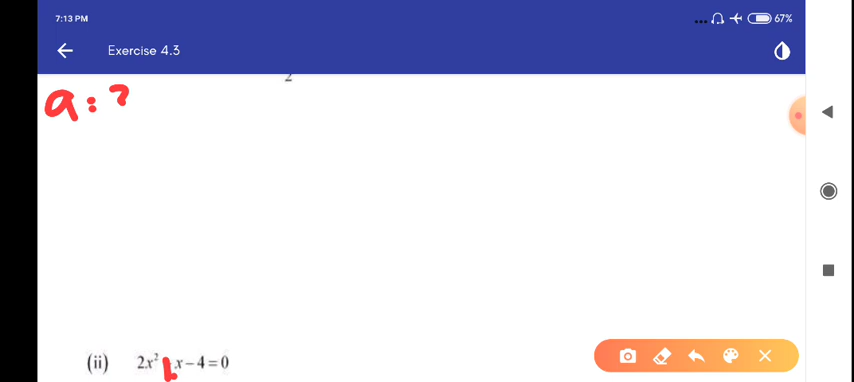 7:13 PM
67%
Exercise 4.3
2
a : ?
(ii) 2x² x – 4 = 0